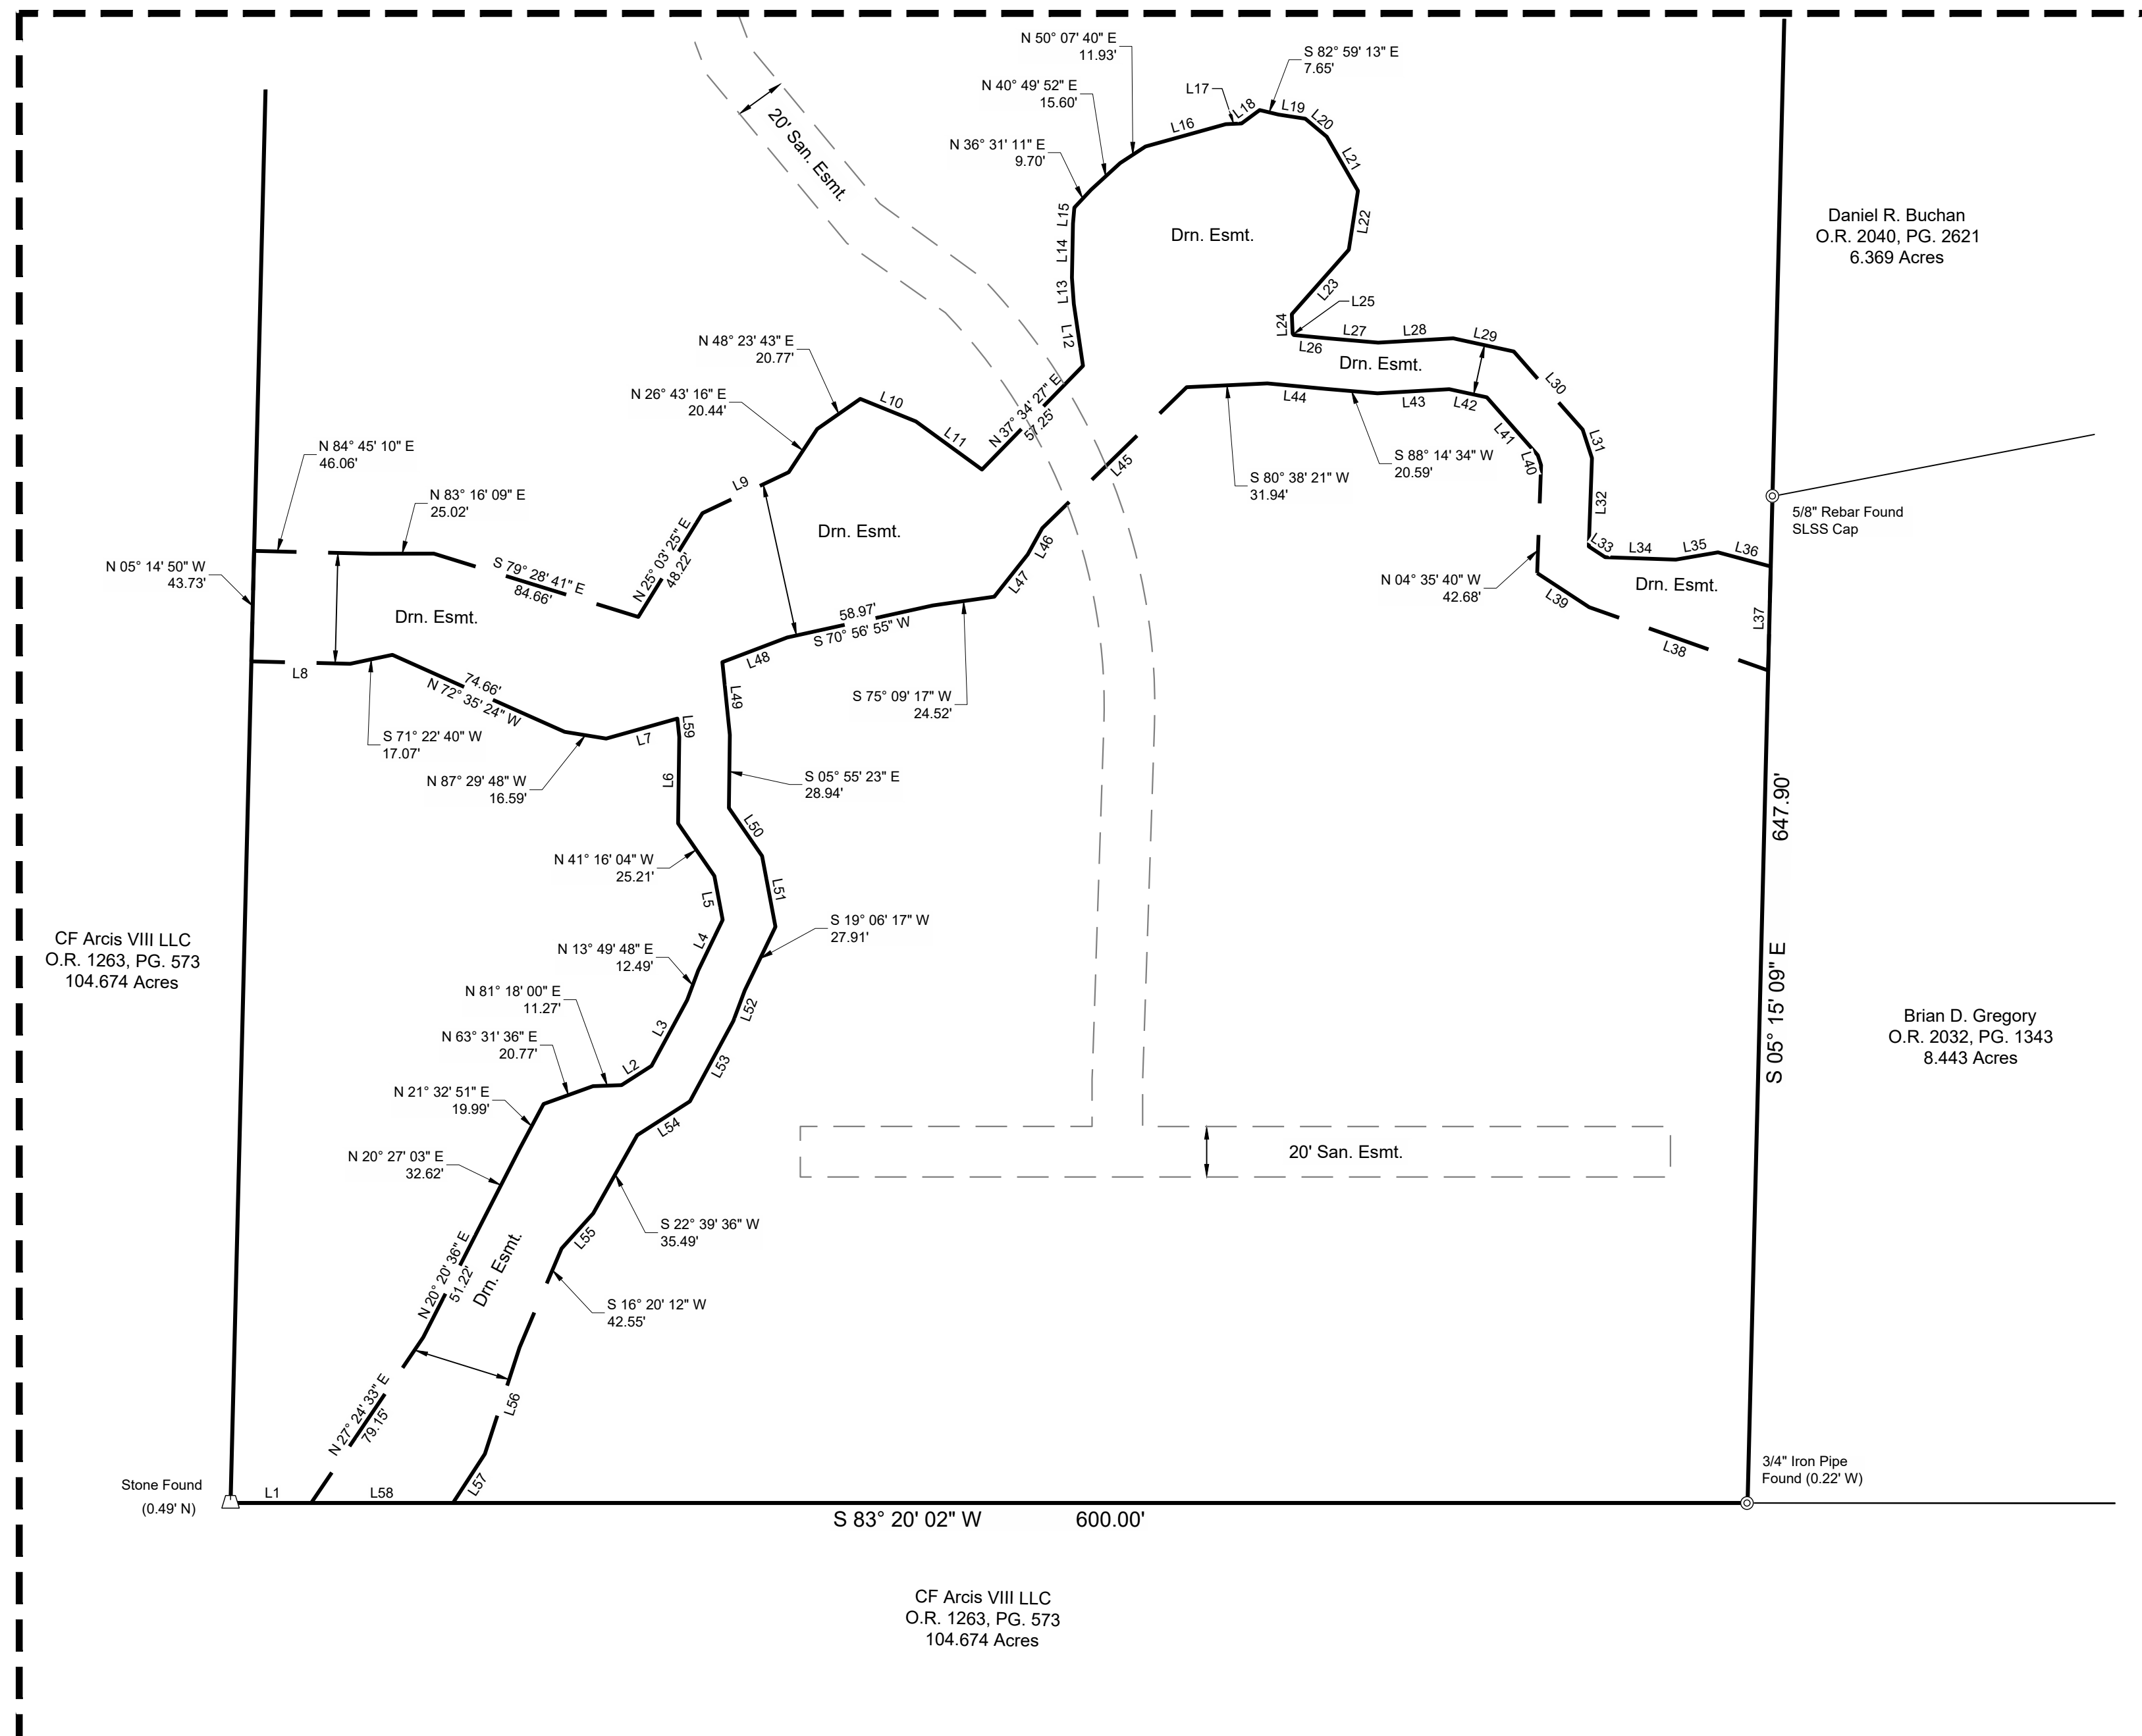 N 50° 07' 40" E
11.93'
S 82° 59' 13" E
7.65'
N 40° 49' 52" E
15.60'
L17
L18
L19
L20
L16
20' San. Esmt.
N 36° 31' 11" E
9.70'
L21
L15
L22
Drn. Esmt.
L14
Daniel R. Buchan
O.R. 2040, PG. 2621
6.369 Acres
L13
L23
L25
L24
L12
L26
L27
L28
L29
Drn. Esmt.
N 48° 23' 43" E
20.77'
N 26° 43' 16" E
20.44'
L10
L11
N 37° 34' 27" E
57.25'
L44
L43
L42
L30
L41
L31
L40
L45
S 88° 14' 34" W
20.59'
S 80° 38' 21" W
31.94'
N 84° 45' 10" E
46.06'
N 83° 16' 09" E
25.02'
L9
L32
5/8" Rebar Found
SLSS Cap
Drn. Esmt.
L46
L33
L34
L35
L36
N 05° 14' 50" W
43.73'
S 79° 28' 41" E
84.66'
N 25° 03' 25" E
48.22'
L47
N 04° 35' 40" W
42.68'
Drn. Esmt.
L39
L37
L38
Drn. Esmt.
58.97'
S 70° 56' 55" W
L48
L8
74.66'
N 72° 35' 24" W
L49
S 75° 09' 17" W
24.52'
S 71° 22' 40" W
17.07'
L7
L59
N 87° 29' 48" W
16.59'
L6
S 05° 55' 23" E
28.94'
L50
647.90'
S 05° 15' 09" E
N 41° 16' 04" W
25.21'
L5
L51
S 19° 06' 17" W
27.91'
CF Arcis VIII LLC
O.R. 1263, PG. 573
104.674 Acres
L4
N 13° 49' 48" E
12.49'
N 81° 18' 00" E
11.27'
L52
L3
N 63° 31' 36" E
20.77'
L2
L53
Brian D. Gregory
O.R. 2032, PG. 1343
8.443 Acres
N 21° 32' 51" E
19.99'
L54
20' San. Esmt.
N 20° 27' 03" E
32.62'
L55
S 22° 39' 36" W
35.49'
N 20° 20' 36" E
51.22'
Drn. Esmt.
S 16° 20' 12" W
42.55'
N 27° 24' 33" E
79.15'
L56
L57
Stone Found
(0.49' N)
L1
L58
3/4" Iron Pipe
Found (0.22' W)
S 83° 20' 02" W 600.00'
CF Arcis VIII LLC
O.R. 1263, PG. 573
104.674 Acres